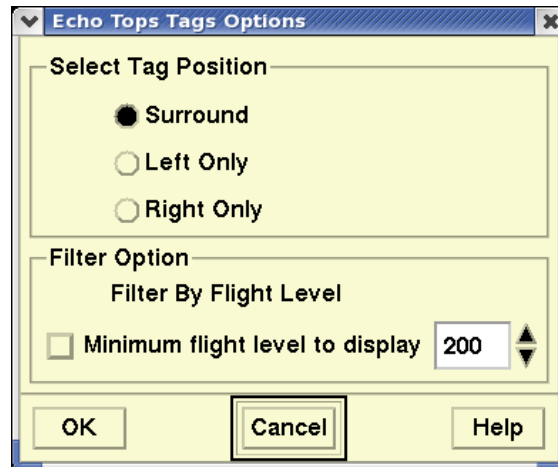 Echo Tops Tags Options
Select Tag Position
Surround
Left Only
Right Only
Filter Option
Filter By Flight Level
Minimum flight level to display 200
OK Cancel Help